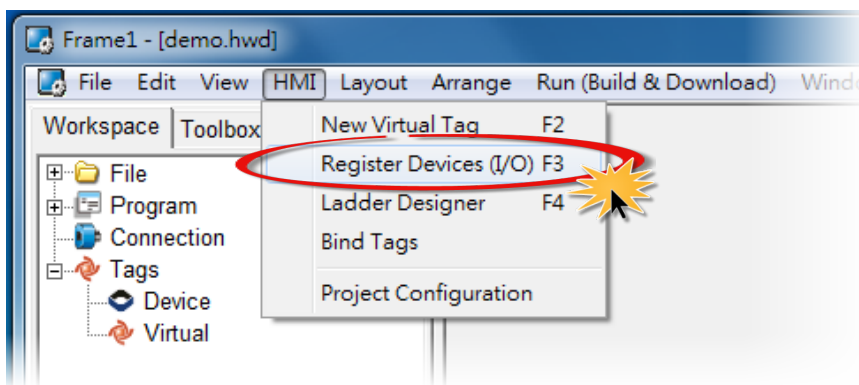 Frame1 - [demo.hwd]
File Edit View HMI Layout Arrange Run (Build & Download)
Workspace Toolbox
New Virtual Tag F2
Register Devices (I/O) F3
Ladder Designer F4
Bind Tags
Project Configuration
File
Program
Connection
Tags
Device
Virtual